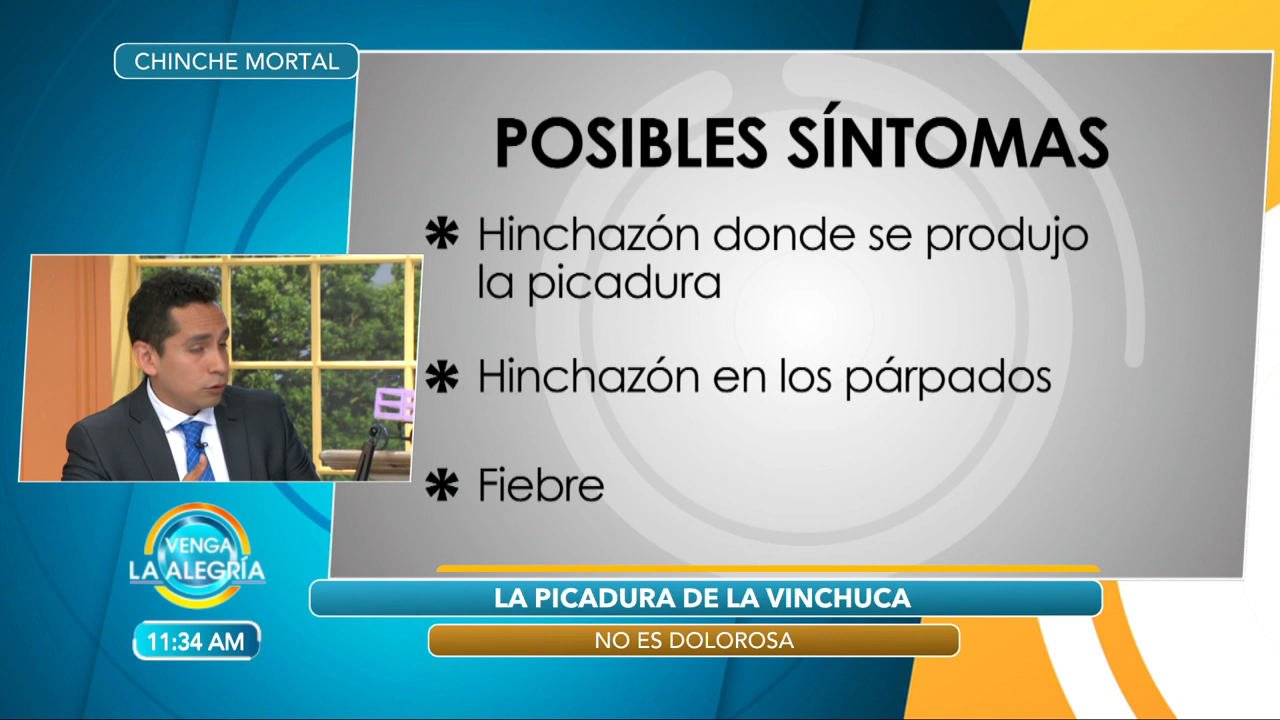 CHINCHE MORTAL
POSIBLES SÍNTOMAS
* Hinchazón donde se produjo
la picadura
* Hinchazón en los párpados
* Fiebre
VENGA
LA ALEGRÍA
LA PICADURA DE LA VINCHUCA
11:34 AM
NO ES DOLOROSA